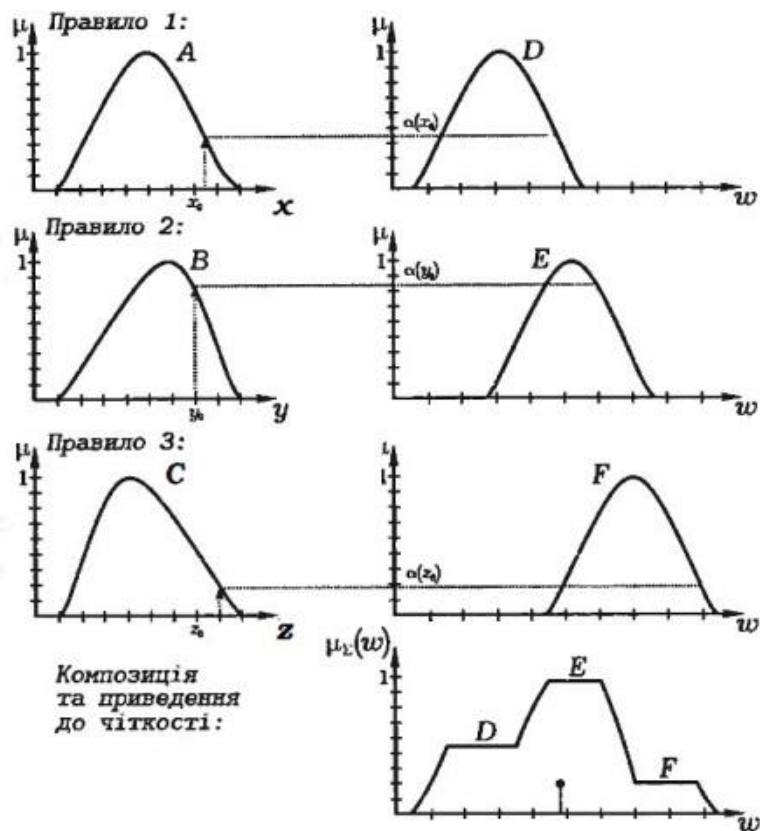 μ Правило 1:
1 A
x₀
x
μ
1 D
α(x₀)
w
μ Правило 2:
1 B
y₀
y
μ
1 E
α(y₀)
w
μ Правило 3:
1 C
z₀
z
1 F
α(z₀)
w
Композиція
та приведення
до чіткості:
μΣ(w)
1 E
D
F
w